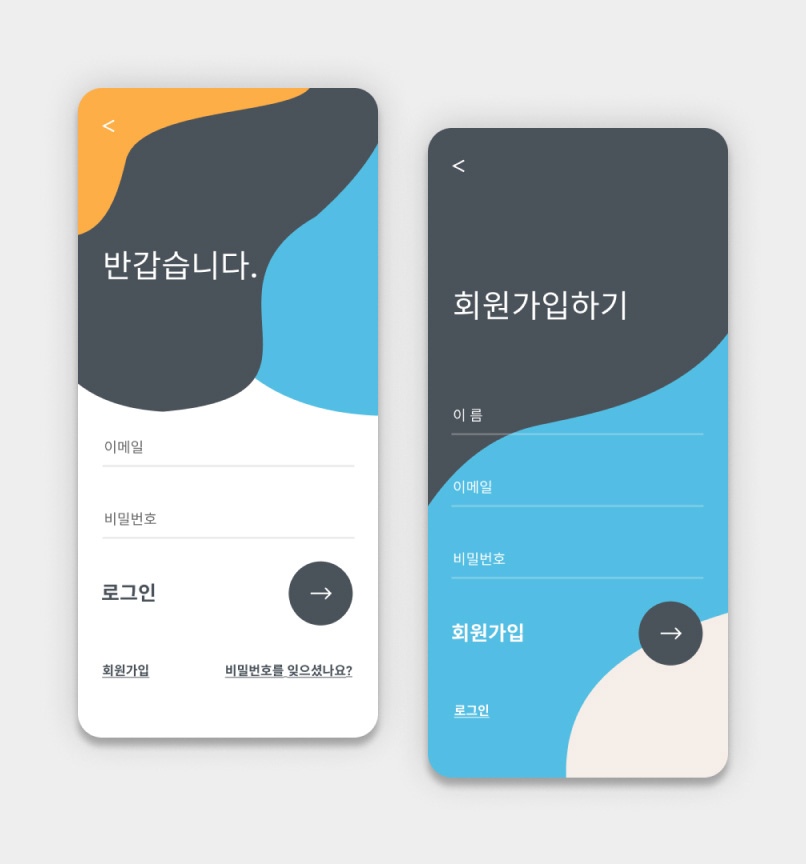 <
반갑습니다.
이메일
비밀번호
로그인
회원가입 비밀번호를 잊으셨나요?
<
회원가입하기
이 름
이메일
비밀번호
회원가입
로그인